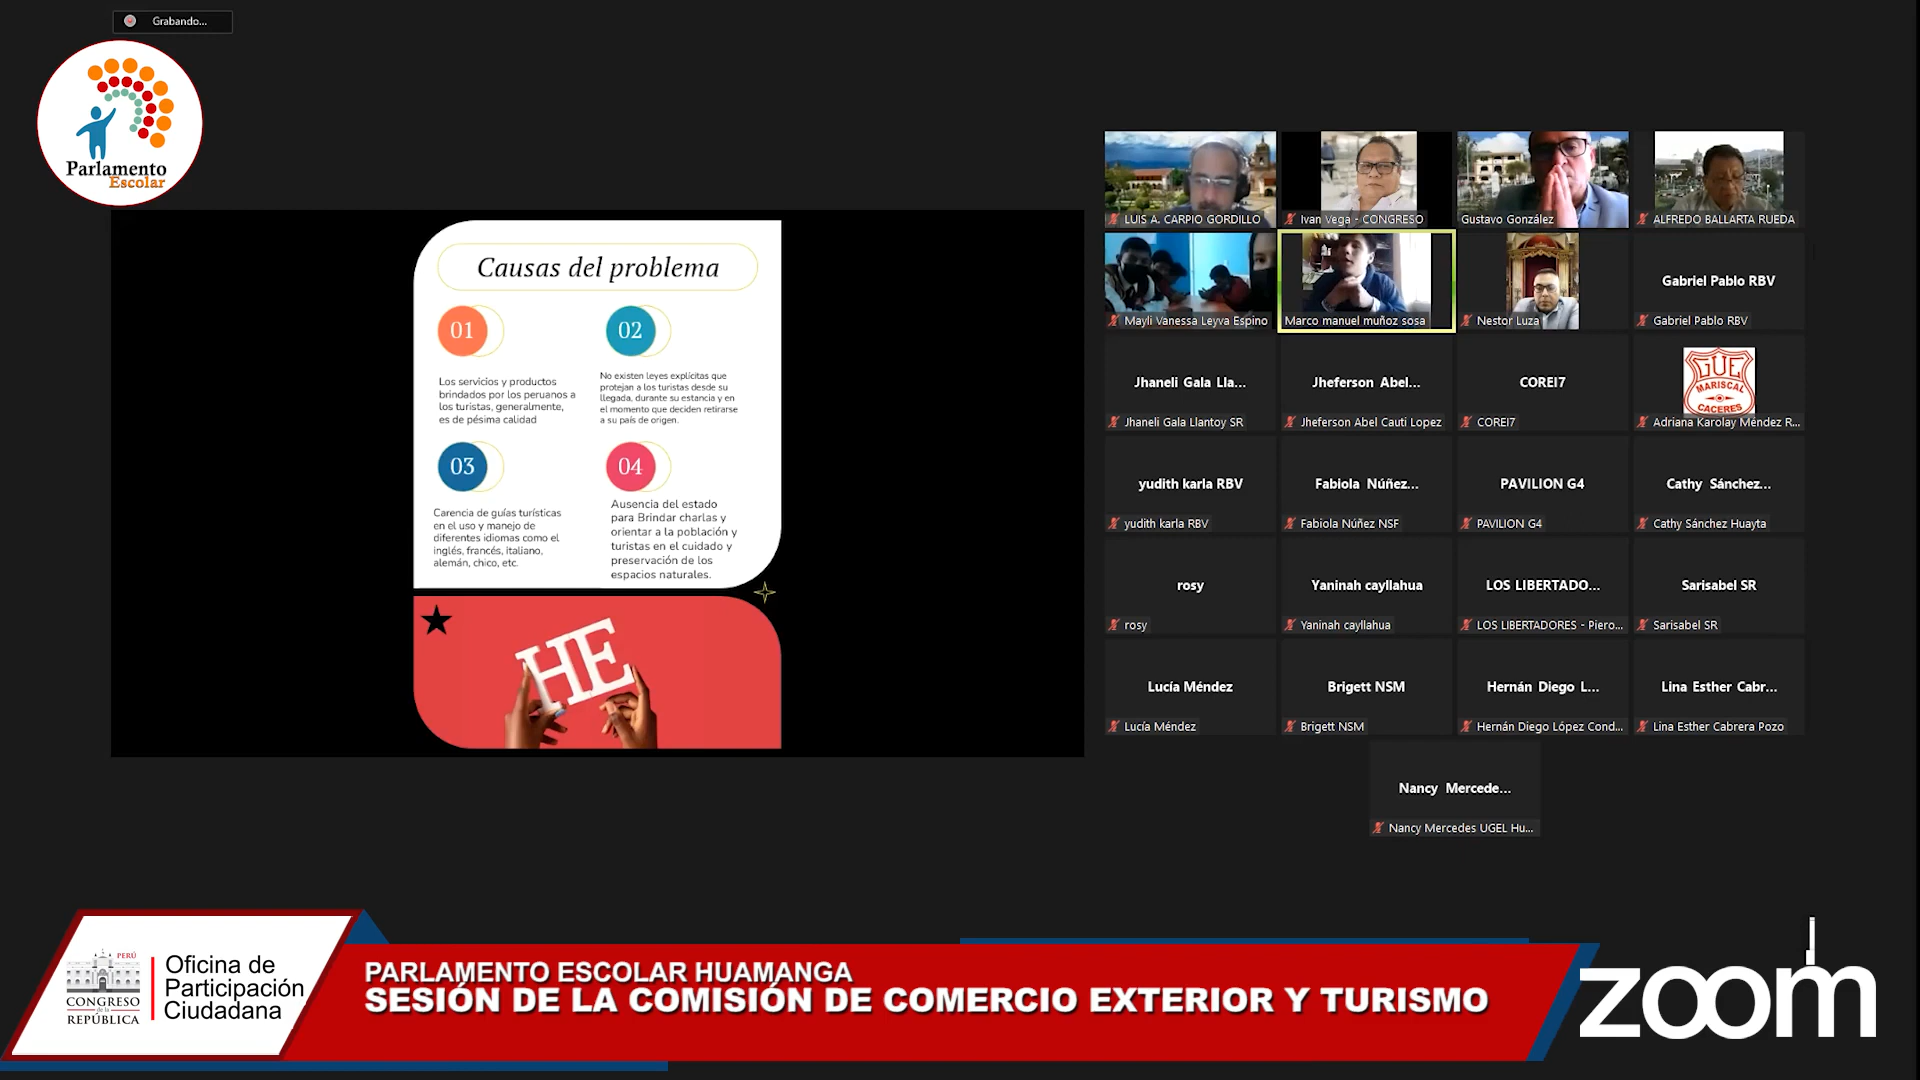 Grabando...
Parlamento
Escolar
Causas del problema
01
Los servicios y productos
brindados por los peruanos a
los turistas, generalmente,
es de pésima calidad
02
No existen leyes explícitas que
protejan a los turistas desde su
llegada, durante su estancia y en
el momento que deciden retirarse
a su país de origen.
03
Carencia de guías turísticas
en el uso y manejo de
diferentes idiomas como el
inglés, francés, italiano,
alemán, chico, etc.
04
Ausencia del estado
para Brindar charlas y
orientar a la población y
turistas en el cuidado y
preservación de los
espacios naturales.
HE
LUIS A. CARPIO GORDILLO
Ivan Vega - CONGRESO
Gustavo González
ALFREDO BALLARTA RUEDA
Mayli Vanessa Leyva Espino
Marco manuel muñoz sosa
Nestor Luza
Gabriel Pablo RBV
Gabriel Pablo RBV
Jhaneli Gala Lla...
Jhaneli Gala Llantoy SR
Jheferson Abel...
Jheferson Abel Cauti Lopez
COREI7
COREI7
GUE
MARISCAL
CACERES
Adriana Karolay Méndez R...
yudith karla RBV
yudith karla RBV
Fabiola Núñez...
Fabiola Núñez NSF
PAVILION G4
PAVILION G4
Cathy Sánchez...
Cathy Sánchez Huayta
rosy
rosy
Yaninah cayllahua
Yaninah cayllahua
LOS LIBERTADO...
LOS LIBERTADORES - Piero...
Sarisabel SR
Sarisabel SR
Lucía Méndez
Lucía Méndez
Brigett NSM
Brigett NSM
Hernán Diego L...
Hernán Diego López Cond...
Lina Esther Cabr...
Lina Esther Cabrera Pozo
Nancy Mercede...
Nancy Mercedes UGEL Hu...
PERÚ
CONGRESO
de la
REPÚBLICA
Oficina de
Participación
Ciudadana
PARLAMENTO ESCOLAR HUAMANGA
SESIÓN DE LA COMISIÓN DE COMERCIO EXTERIOR Y TURISMO
zoom